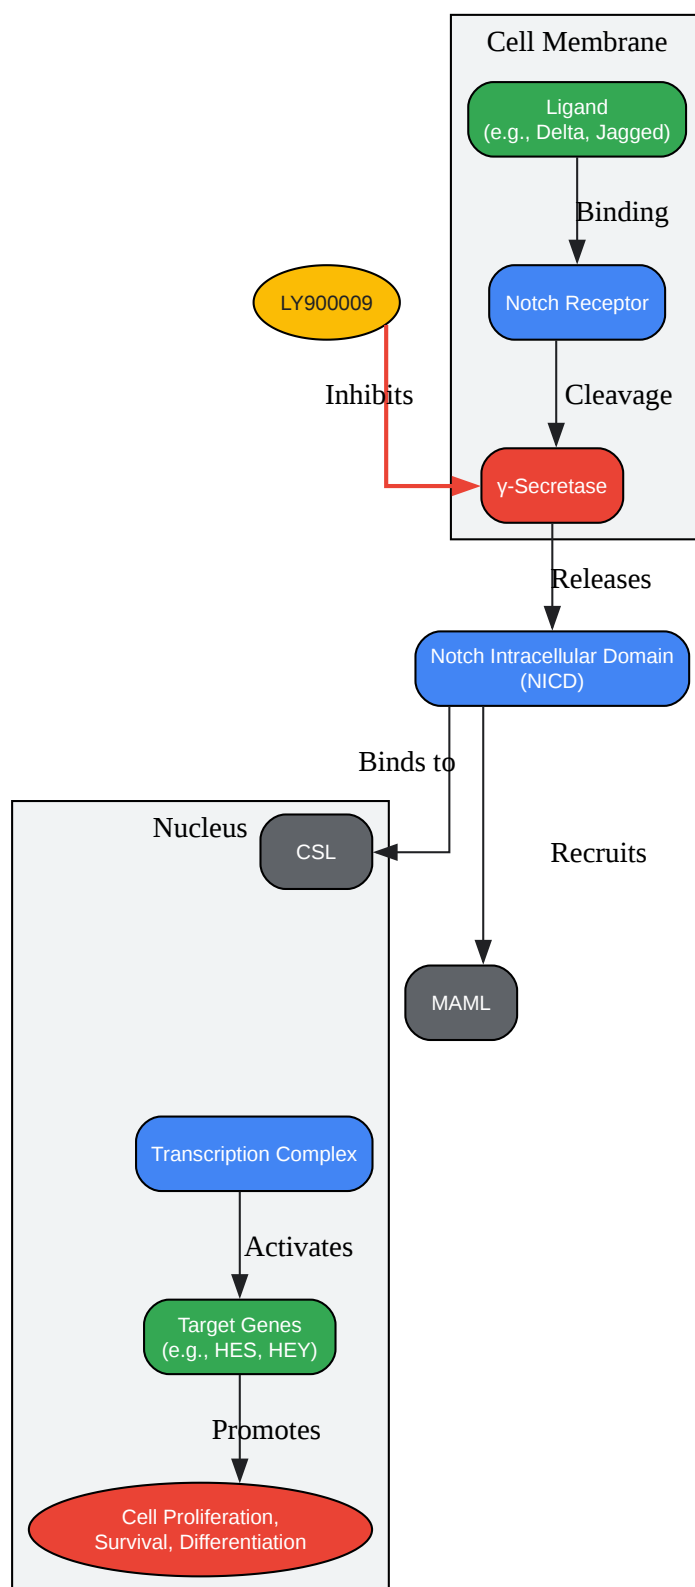 Cell Membrane
Ligand
(e.g., Delta, Jagged)
Binding
LY900009
Notch Receptor
Inhibits
Cleavage
γ-Secretase
Releases
Notch Intracellular Domain
(NICD)
Binds to
Nucleus
CSL
Recruits
MAML
Transcription Complex
Activates
Target Genes
(e.g., HES, HEY)
Promotes
Cell Proliferation,
Survival, Differentiation